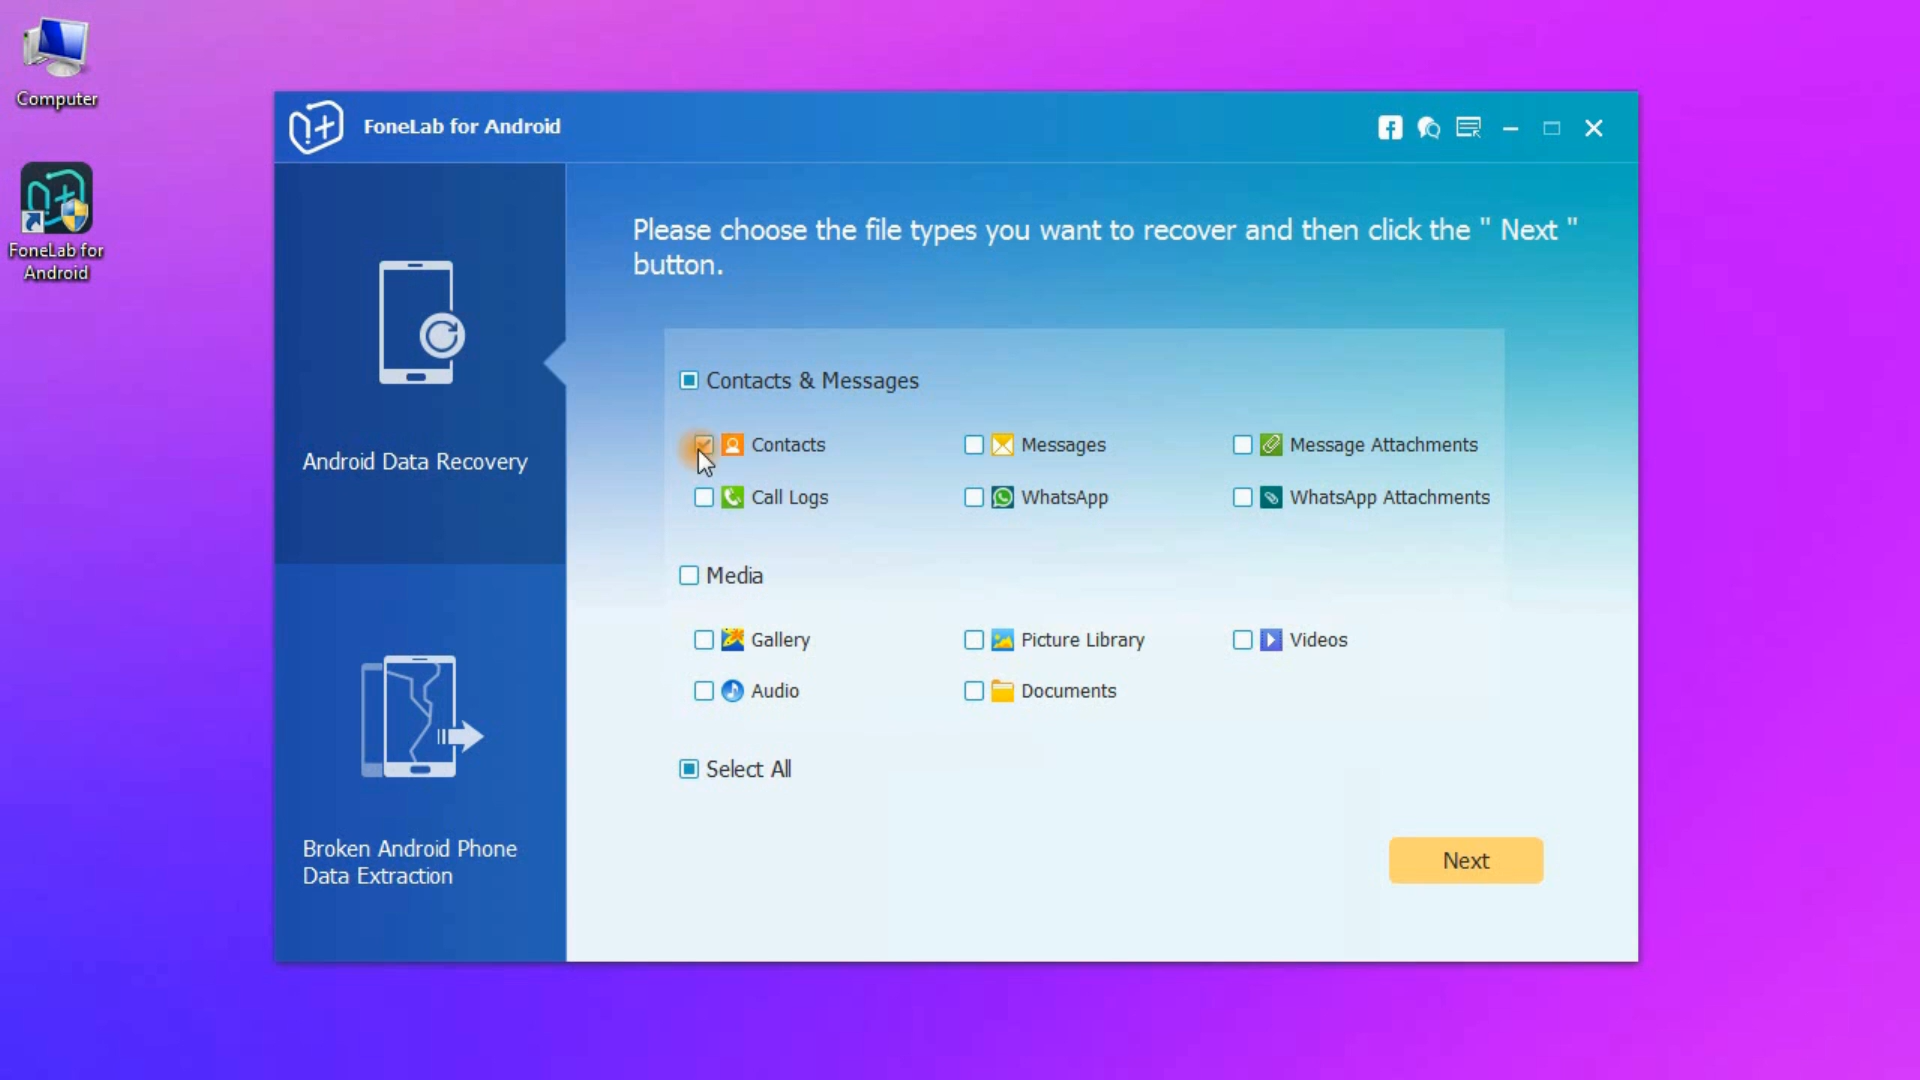 Computer
FoneLab for
Android
FoneLab for Android
Android Data Recovery
Broken Android Phone
Data Extraction
Please choose the file types you want to recover and then click the " Next "
button.
Contacts & Messages
Contacts
Messages
Message Attachments
Call Logs
WhatsApp
WhatsApp Attachments
Media
Gallery
Picture Library
Videos
Audio
Documents
Select All
Next